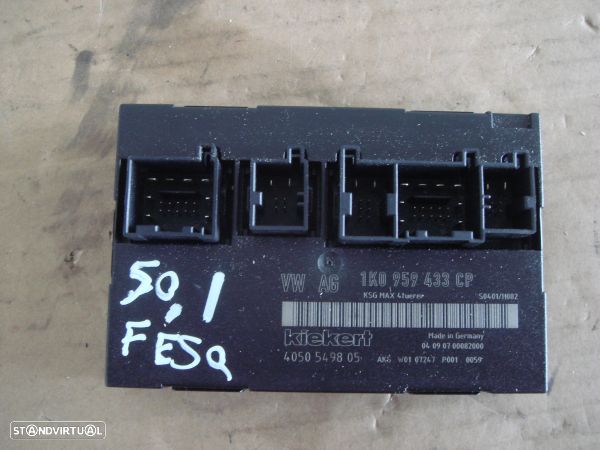 VW AG 1K0 959 433 CP
KSG MAX 4tuerer S0401/H082
kiekert
Made in Germany
04 09 07 00082000
4050 5498 05
AKG W01 07247 P001 0059
50,1
FESQ
STANDVIRTUAL